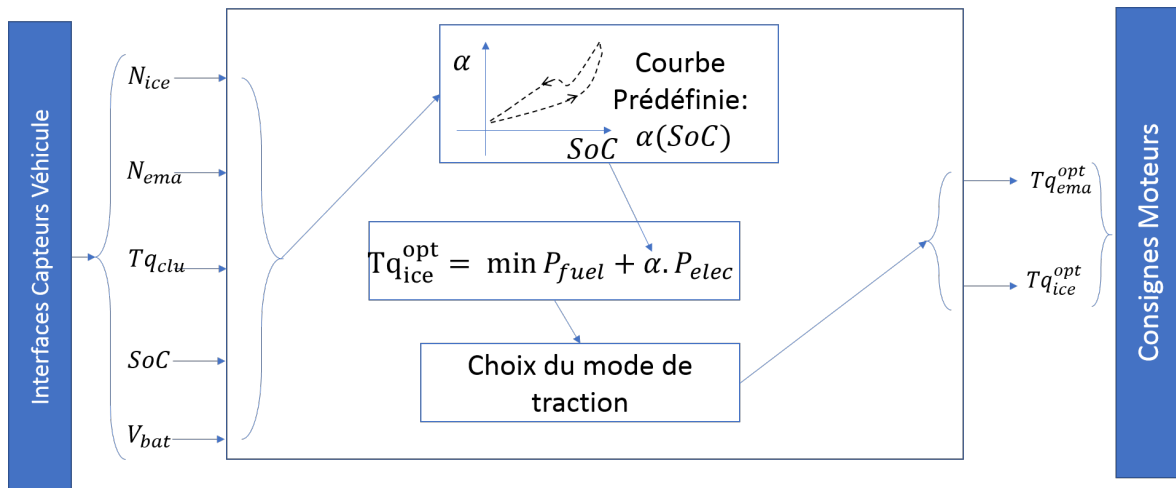 Interfaces Capteurs Véhicule
N_ice
N_ema
Tq_clu
SoC
V_bat
α
SoC
Courbe
Prédéfinie:
α(SoC)
Tq_ice^opt = min P_fuel + α. P_elec
Choix du mode de
traction
Tq_ema^opt
Tq_ice^opt
Consignes Moteurs